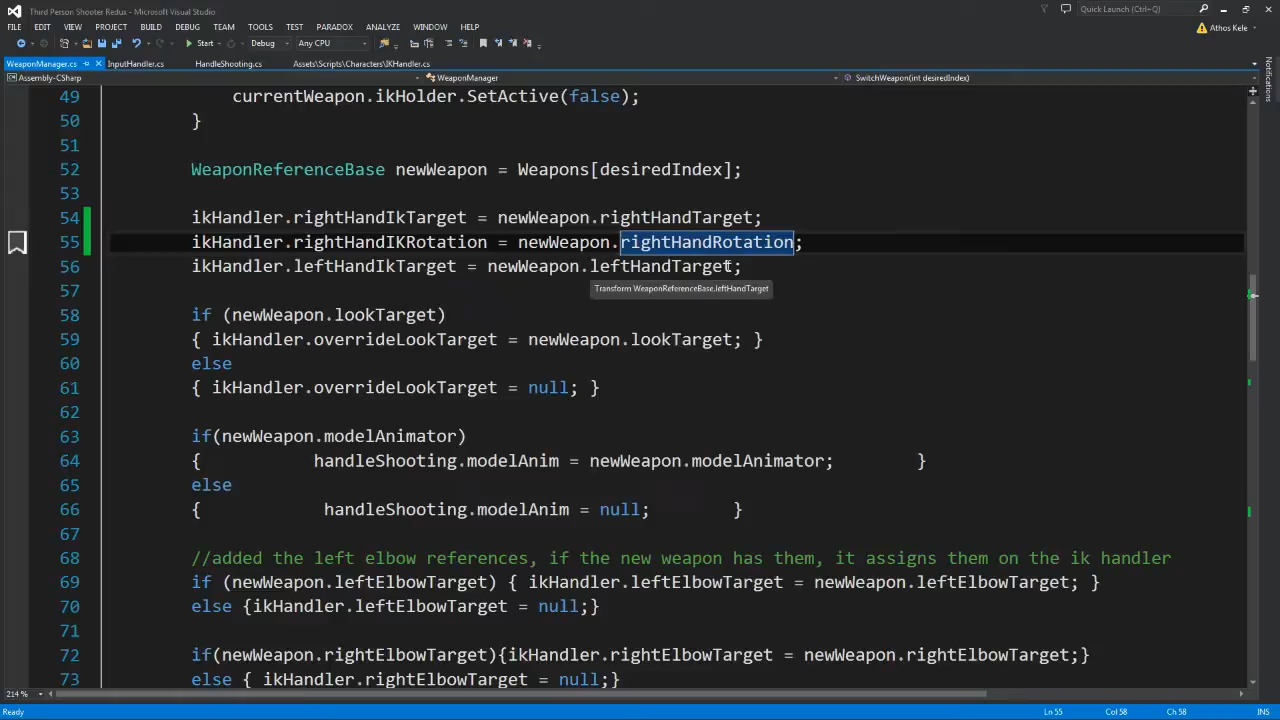 Third Person Shooter Redux - Microsoft Visual Studio
Quick Launch (Ctrl+Q)
FILE EDIT VIEW PROJECT BUILD DEBUG TEAM TOOLS TEST PARADOX ANALYZE WINDOW HELP
Athos Kele
Start Debug Any CPU
WeaponManager.cs InputHandler.cs HandleShooting.cs Assets\Scripts\Characters\IKHandler.cs
Notifications
Assembly-CSharp WeaponManager SwitchWeapon(int desiredIndex)
49 currentWeapon.ikHolder.SetActive(false);
50 }
51
52 WeaponReferenceBase newWeapon = Weapons[desiredIndex];
53
54 ikHandler.rightHandIkTarget = newWeapon.rightHandTarget;
55 ikHandler.rightHandIKRotation = newWeapon.rightHandRotation;
56 ikHandler.leftHandIkTarget = newWeapon.leftHandTarget;
57 Transform WeaponReferenceBase.leftHandTarget
58 if (newWeapon.lookTarget)
59 { ikHandler.overrideLookTarget = newWeapon.lookTarget; }
60 else
61 { ikHandler.overrideLookTarget = null; }
62
63 if(newWeapon.modelAnimator)
64 { handleShooting.modelAnim = newWeapon.modelAnimator; }
65 else
66 { handleShooting.modelAnim = null; }
67
68 //added the left elbow references, if the new weapon has them, it assigns them on the ik handler
69 if (newWeapon.leftElbowTarget) { ikHandler.leftElbowTarget = newWeapon.leftElbowTarget; }
70 else {ikHandler.leftElbowTarget = null;}
71
72 if(newWeapon.rightElbowTarget){ikHandler.rightElbowTarget = newWeapon.rightElbowTarget;}
73 else { ikHandler.rightElbowTarget = null;}
214 %
Ready Ln 55 Col 58 Ch 58 INS